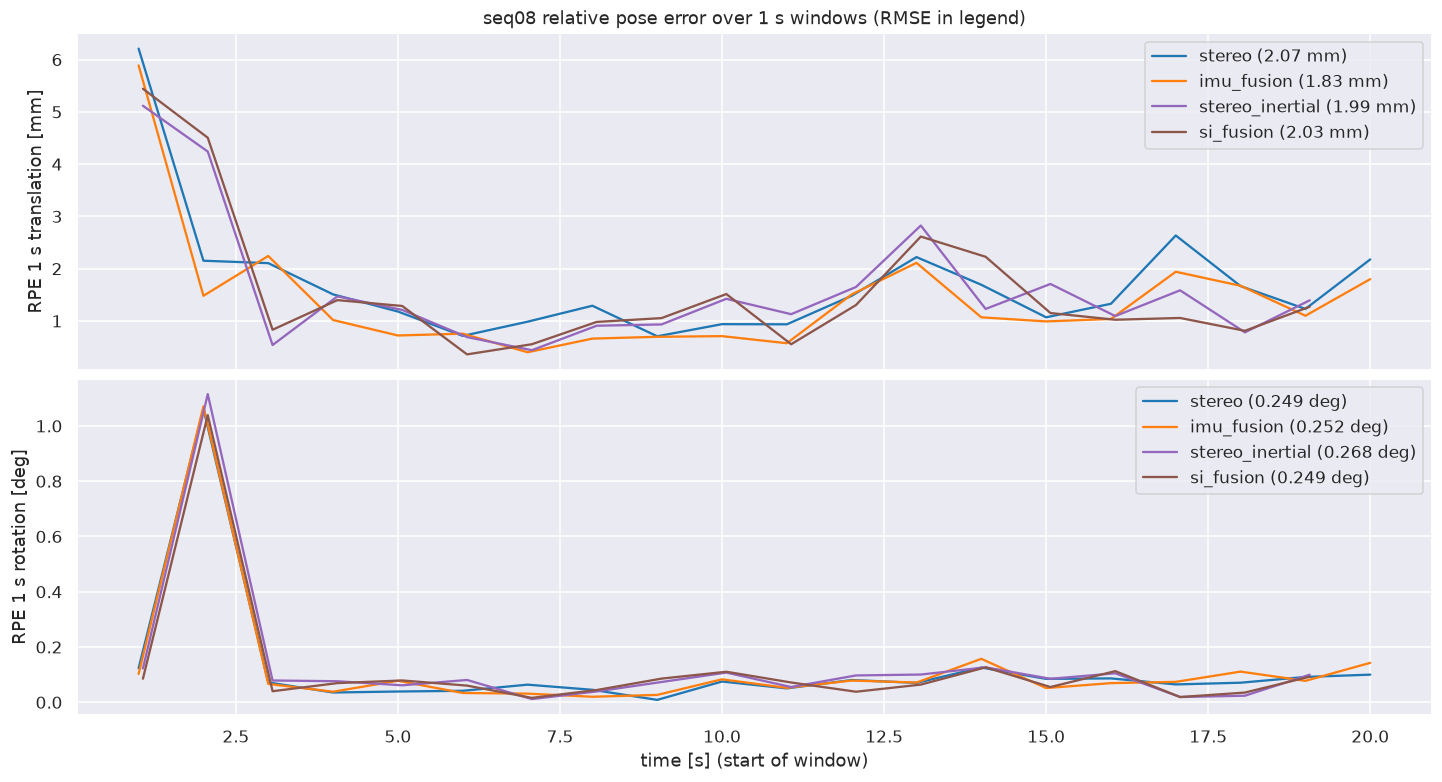 seq08 relative pose error over 1 s windows (RMSE in legend)
RPE 1 s translation [mm]
6
5
4
3
2
1
stereo (2.07 mm)
imu_fusion (1.83 mm)
stereo_inertial (1.99 mm)
si_fusion (2.03 mm)
RPE 1 s rotation [deg]
1.0
0.8
0.6
0.4
0.2
0.0
stereo (0.249 deg)
imu_fusion (0.252 deg)
stereo_inertial (0.268 deg)
si_fusion (0.249 deg)
2.5 5.0 7.5 10.0 12.5 15.0 17.5 20.0
time [s] (start of window)